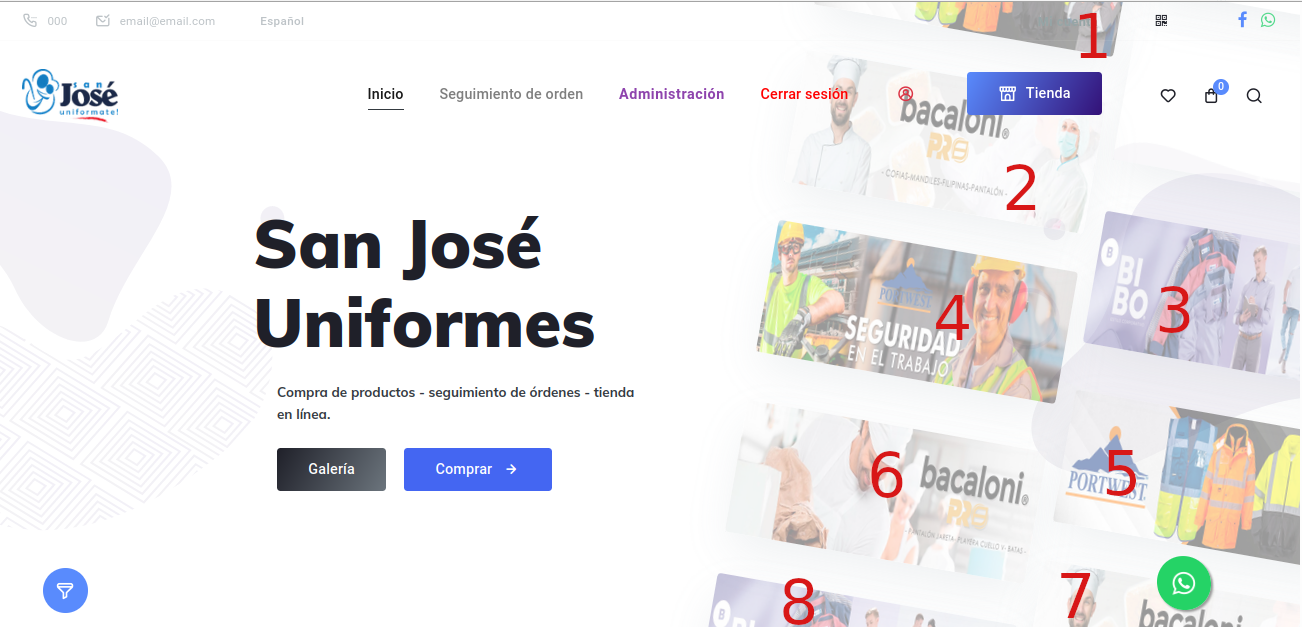 000 email@email.com Español
1
san
José
uniformate!
Inicio Seguimiento de orden Administración Cerrar sesión Tienda 0
bacaloni®
PRO
- COFIAS-MANDILES-FILIPINAS-PANTALÓN -
2
San José
Uniformes
B
BI
BO
3
PORTWEST
4
SEGURIDAD
EN EL TRABAJO
Compra de productos - seguimiento de órdenes - tienda
en línea.
Galería Comprar
6
bacaloni®
PRO
- PANTALÓN JARETA- PLAYERA CUELLO V- BATAS -
5
PORTWEST
8
B
7
bacaloni